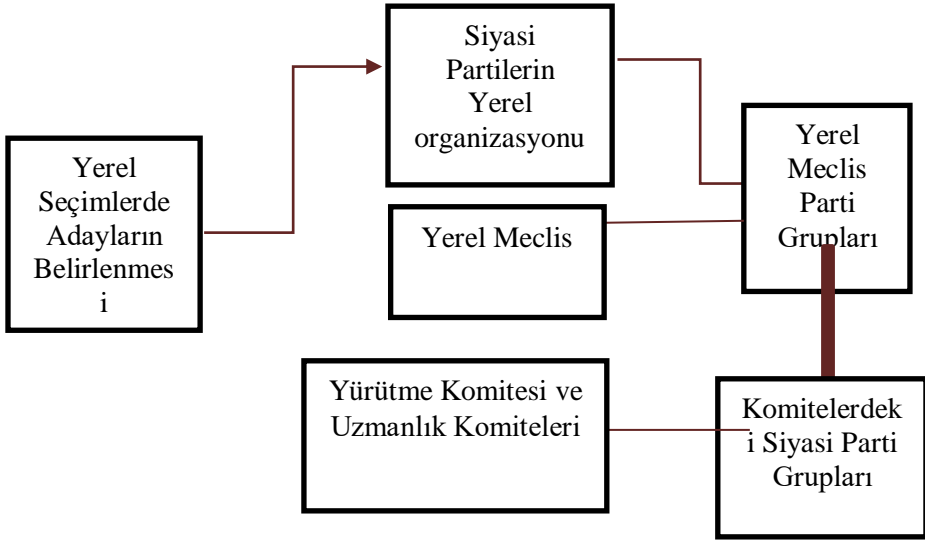 Siyasi
Partilerin
Yerel
organizasyonu
Yerel
Seçimlerde
Adayların
Belirlenmes
i
Yerel
Meclis
Parti
Grupları
Yerel Meclis
Yürütme Komitesi ve
Uzmanlık Komiteleri
Komitelerdek
i Siyasi Parti
Grupları